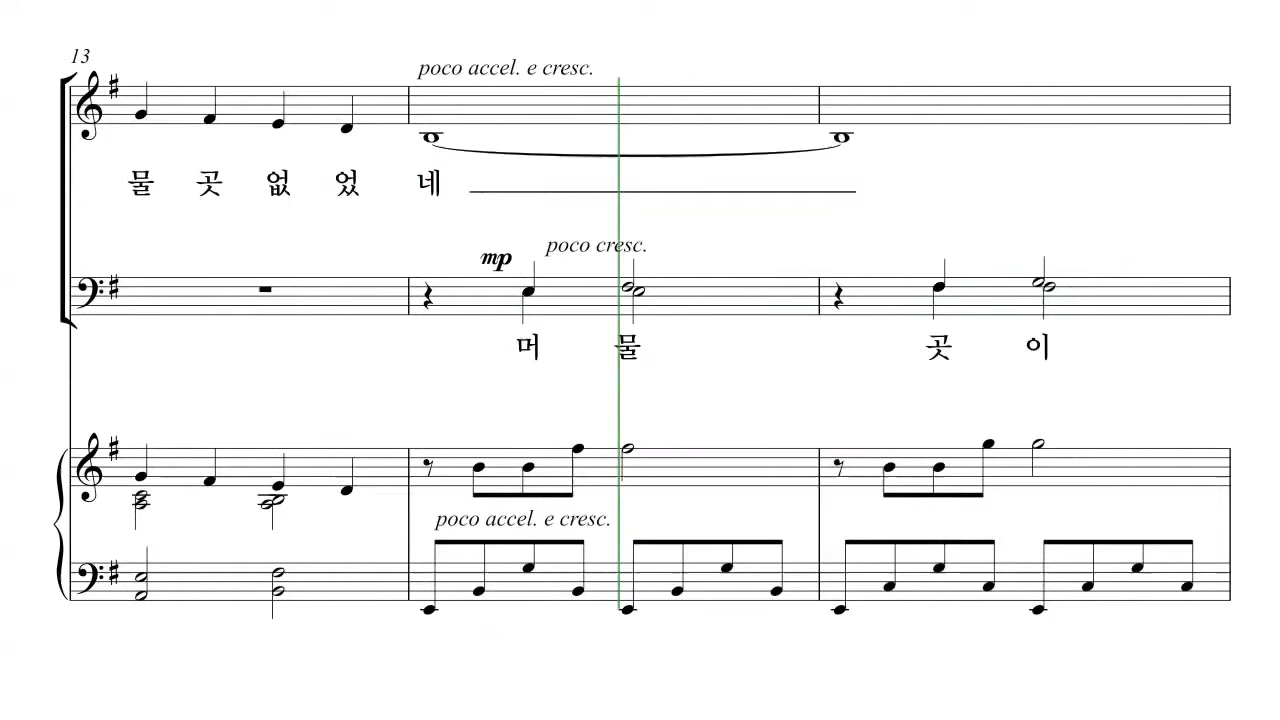 13
poco accel. e cresc.
물 곳 없 었 네
poco cresc.
mp
머 물 곳 이
poco accel. e cresc.